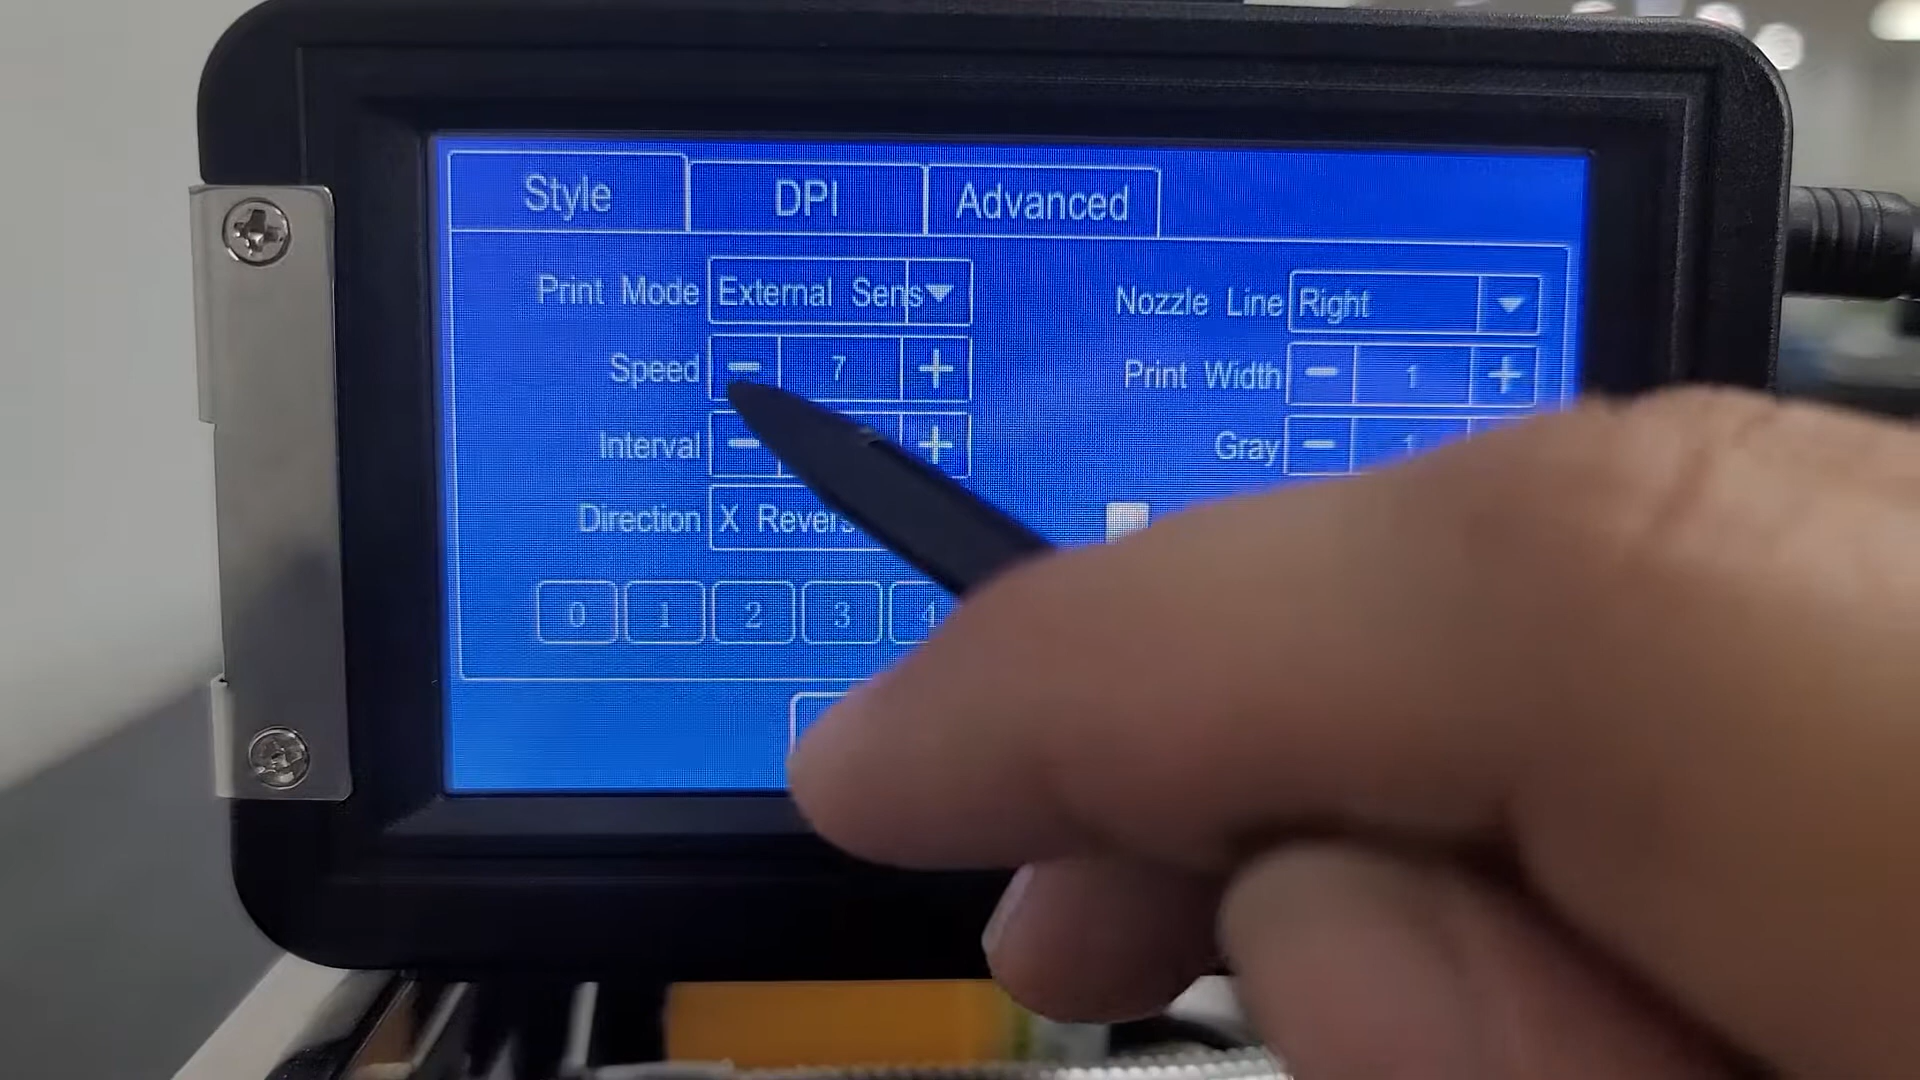 Style DPI Advanced
Print Mode External Sens Nozzle Line Right
Speed - 7 + Print Width - 1 +
Interval - + Gray - 1
Direction X Revers
0 1 2 3 4